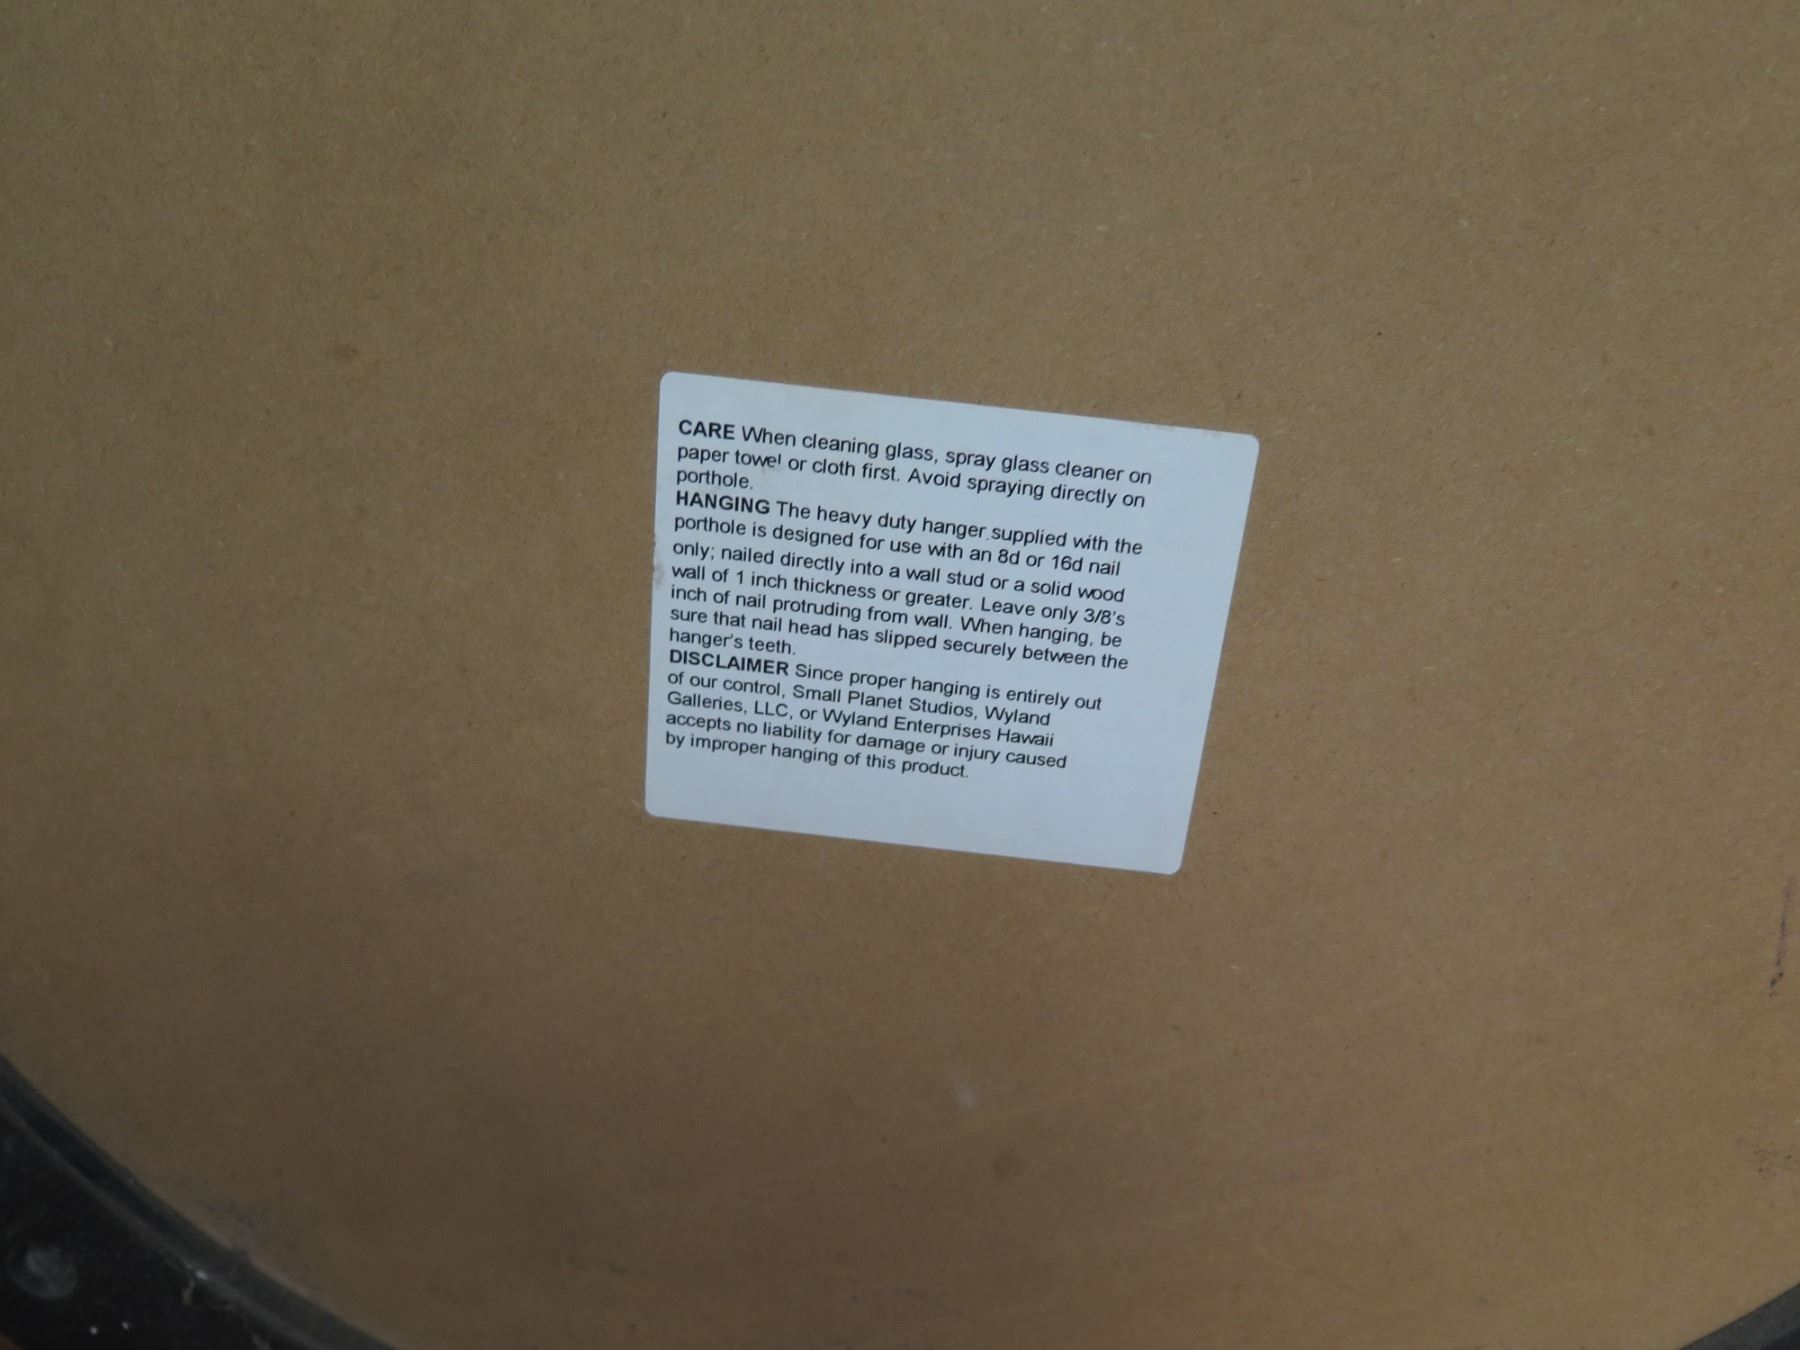 CARE When cleaning glass, spray glass cleaner on
paper towel or cloth first. Avoid spraying directly on
porthole.
HANGING The heavy duty hanger supplied with the
porthole is designed for use with an 8d or 16d nail
only; nailed directly into a wall stud or a solid wood
wall of 1 inch thickness or greater. Leave only 3/8's
inch of nail protruding from wall. When hanging, be
sure that nail head has slipped securely between the
hanger's teeth.
DISCLAIMER Since proper hanging is entirely out
of our control, Small Planet Studios, Wyland
Galleries, LLC, or Wyland Enterprises Hawaii
accepts no liability for damage or injury caused
by improper hanging of this product.